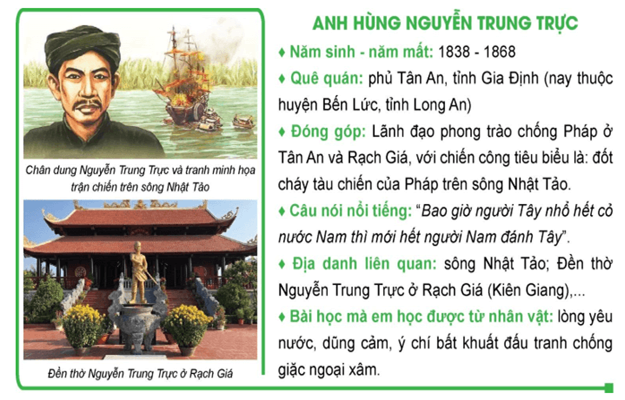 ANH HÙNG NGUYỄN TRUNG TRỰC
♦ Năm sinh - năm mất: 1838 - 1868
♦ Quê quán: phủ Tân An, tỉnh Gia Định (nay thuộc
huyện Bến Lức, tỉnh Long An)
♦ Đóng góp: Lãnh đạo phong trào chống Pháp ở
Tân An và Rạch Giá, với chiến công tiêu biểu là: đốt
cháy tàu chiến của Pháp trên sông Nhật Tảo.
♦ Câu nói nổi tiếng: “Bao giờ người Tây nhổ hết cỏ
nước Nam thì mới hết người Nam đánh Tây”.
♦ Địa danh liên quan: sông Nhật Tảo; Đền thờ
Nguyễn Trung Trực ở Rạch Giá (Kiên Giang),...
♦ Bài học mà em học được từ nhân vật: lòng yêu
nước, dũng cảm, ý chí bất khuất đấu tranh chống
giặc ngoại xâm.
Chân dung Nguyễn Trung Trực và tranh minh họa
trận chiến trên sông Nhật Tảo
Đền thờ Nguyễn Trung Trực ở Rạch Giá